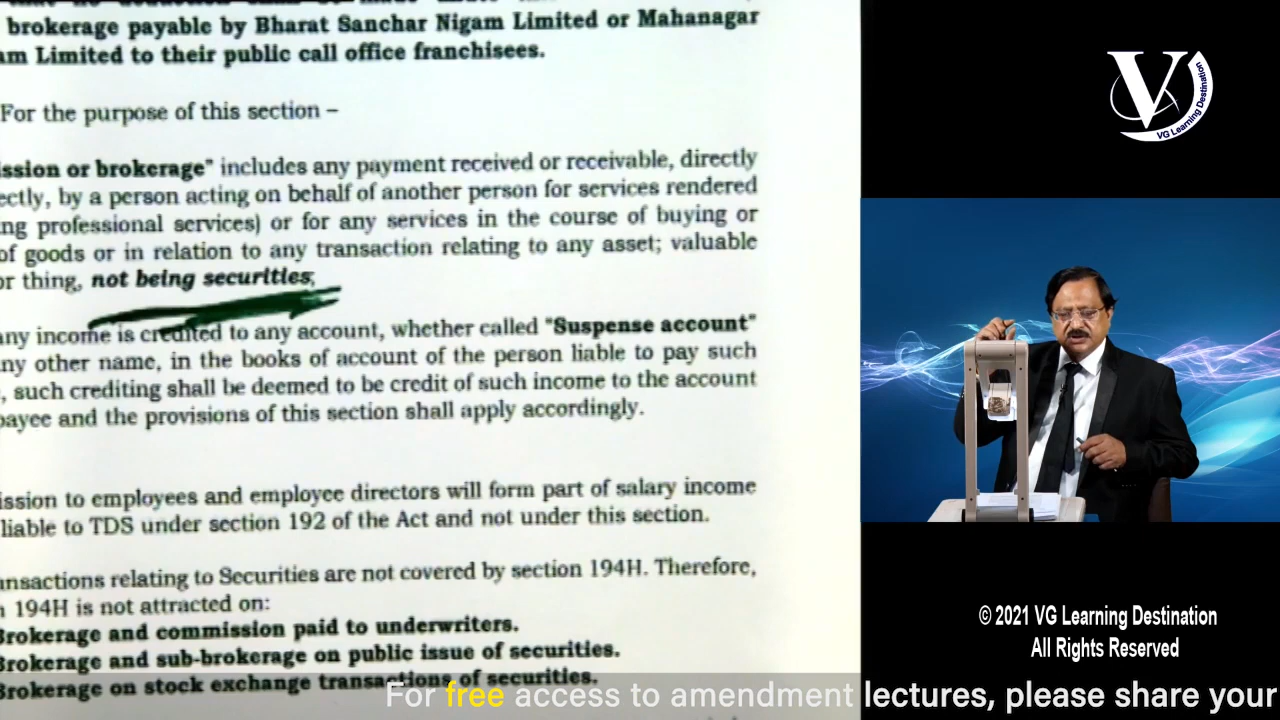 brokerage payable by Bharat Sanchar Nigam Limited or Mahanagar
am Limited to their public call office franchisees.
For the purpose of this section –
ission or brokerage" includes any payment received or receivable, directly
ectly, by a person acting on behalf of another person for services rendered
ng professional services) or for any services in the course of buying or
of goods or in relation to any transaction relating to any asset; valuable
or thing, not being securities;
any income is credited to any account, whether called "Suspense account"
ny other name, in the books of account of the person liable to pay such
, such crediting shall be deemed to be credit of such income to the account
payee and the provisions of this section shall apply accordingly.
ission to employees and employee directors will form part of salary income
liable to TDS under section 192 of the Act and not under this section.
ansactions relating to Securities are not covered by section 194H. Therefore,
n 194H is not attracted on:
Brokerage and commission paid to underwriters.
Brokerage and sub-brokerage on public issue of securities.
Brokerage on stock exchange transactions of securities.
V
VG Learning Destination
© 2021 VG Learning Destination
All Rights Reserved
For free access to amendment lectures, please share your